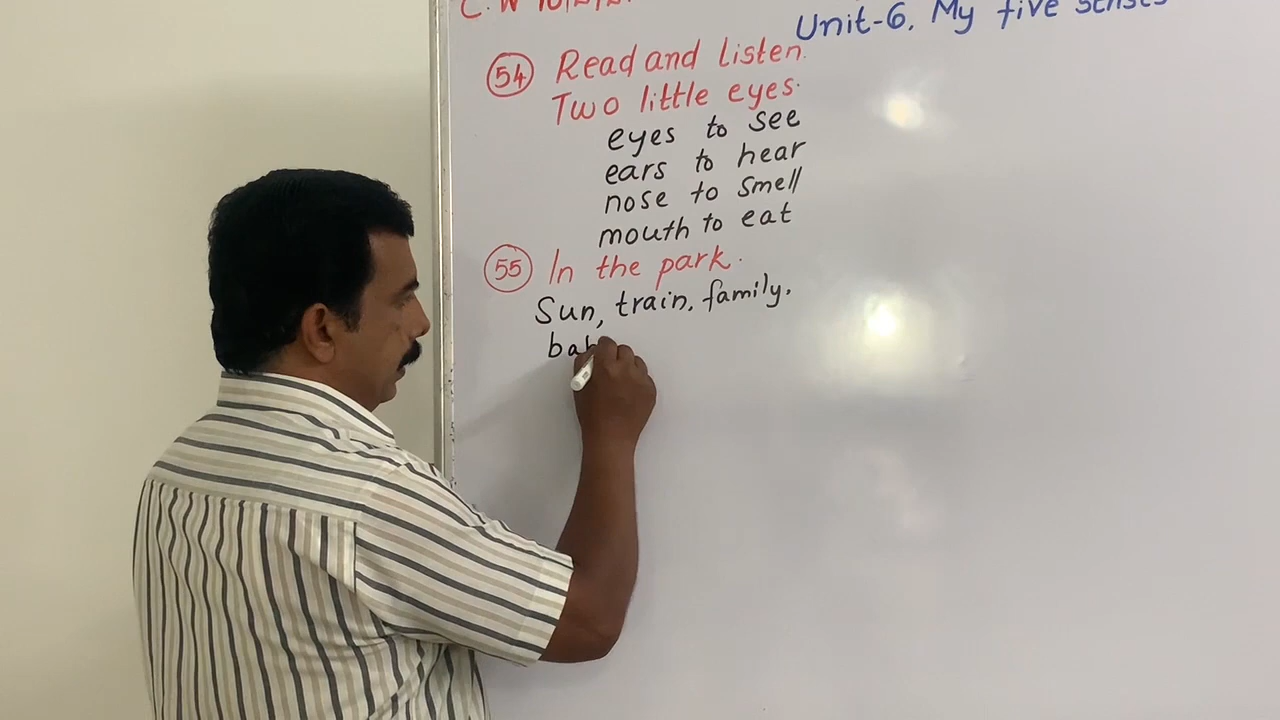 C.W
Unit-6. My five senses
54 Read and listen.
Two little eyes.
eyes to see
ears to hear
nose to smell
mouth to eat
55 In the park.
Sun, train, family.